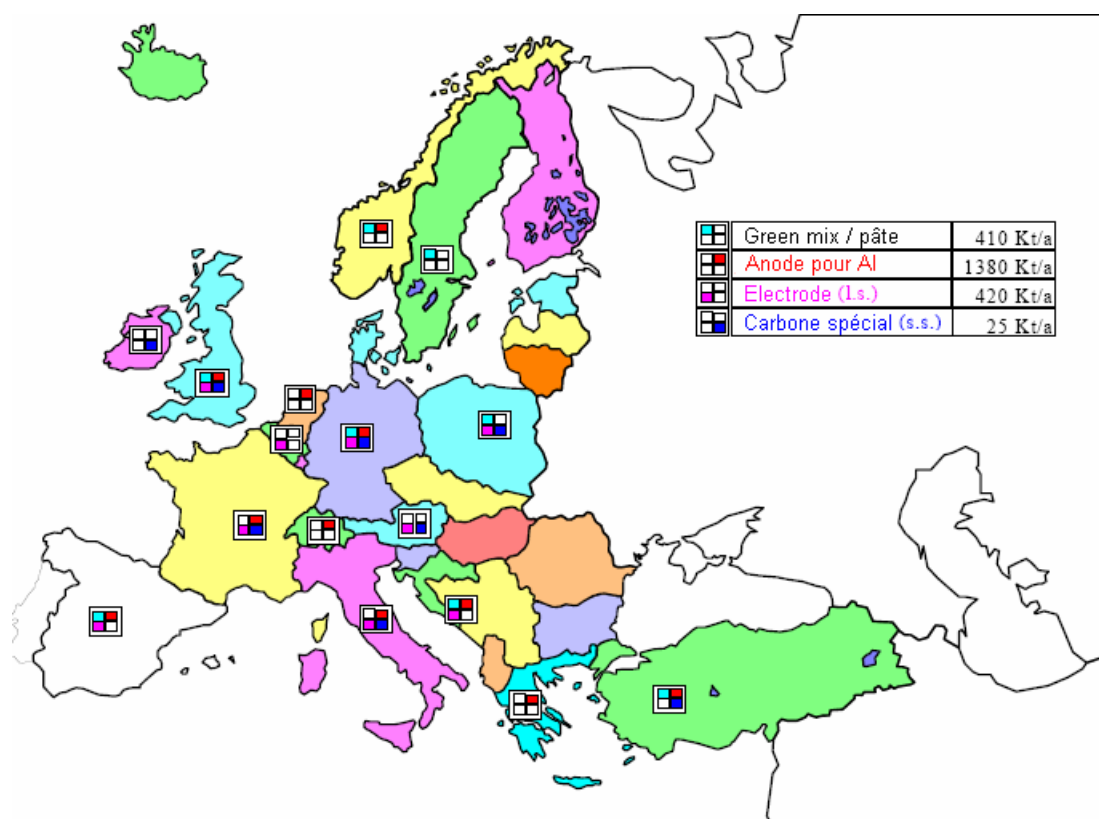 Green mix / pâte 410 Kt/a
Anode pour Al 1380 Kt/a
Electrode (l.s.) 420 Kt/a
Carbone spécial (s.s.) 25 Kt/a